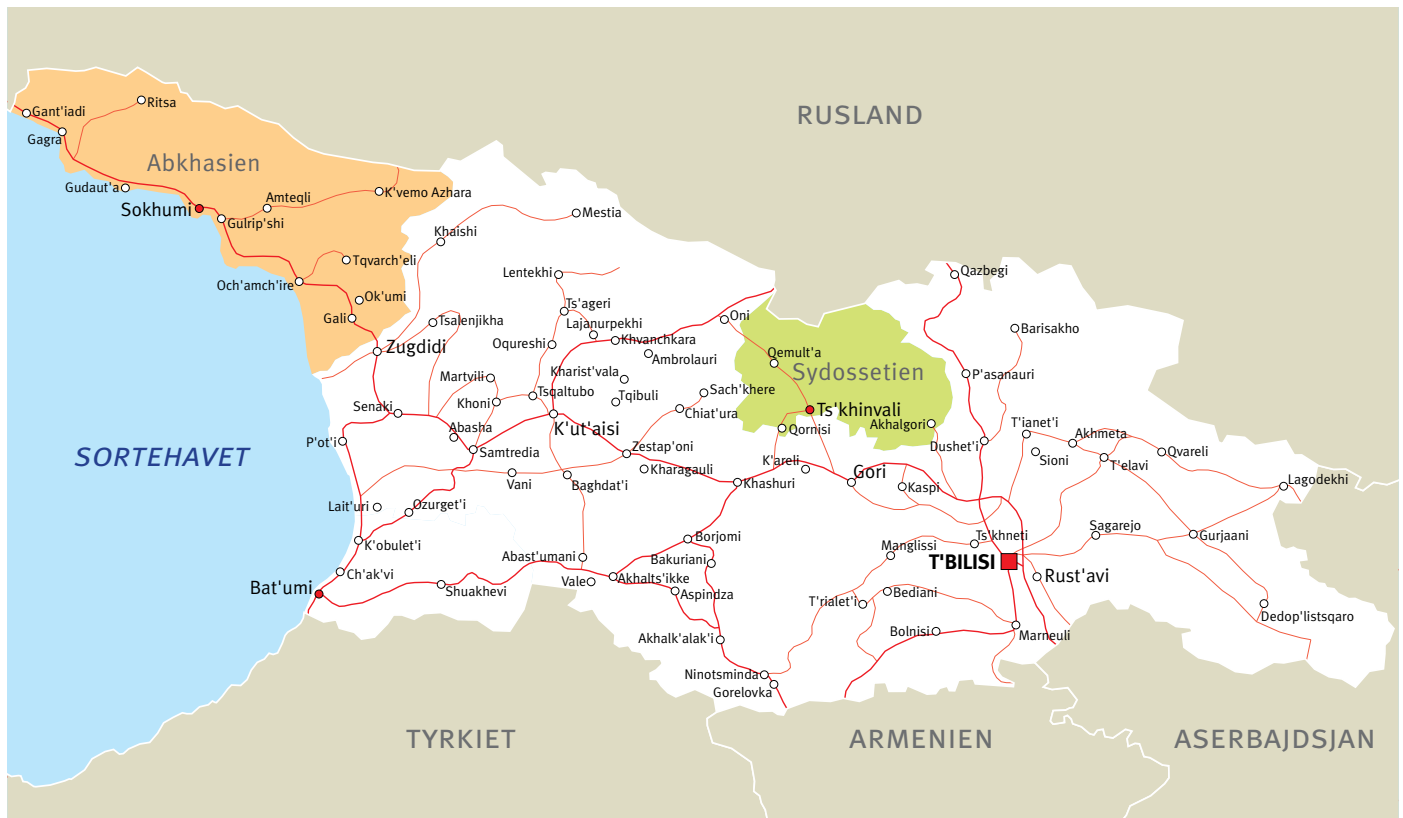 RUSLAND
Gant'iadi
Ritsa
Gagra
Abkhasien
Gudaut'a
Amteqli
K'vemo Azhara
Sokhumi
Gulrip'shi
Mestia
Khaishi
Tqvarch'eli
Och'amch'ire
Lentekhi
Qazbegi
Ok'umi
Ts'ageri
Gali
Tsalenjikha
Lajanurpekhi
Oni
Barisakho
Zugdidi
Oqureshi
Khvanchkara
Ambrolauri
Qemult'a
Sydossetien
P'asanauri
Martvili
Kharist'vala
Tsqaltubo
Tqibuli
Sach'khere
Senaki
Khoni
Chiat'ura
Ts'khinvali
Abasha
K'ut'aisi
Qornisi
Akhalgori
T'ianet'i
Akhmeta
P'ot'i
Samtredia
Zestap'oni
Dushet'i
Sioni
Qvareli
SORTEHAVET
Kharagauli
K'areli
Gori
T'elavi
Vani
Baghdat'i
Khashuri
Kaspi
Lagodekhi
Lait'uri
Ozurget'i
Sagarejo
Gurjaani
K'obulet'i
Borjomi
Ts'khneti
Abast'umani
Bakuriani
Manglissi
T'BILISI
Ch'ak'vi
Vale
Akhalts'ikke
Rust'avi
Bat'umi
Shuakhevi
Aspindza
T'rialet'i
Bediani
Dedop'listsqaro
Akhalk'alak'i
Bolnisi
Marneuli
Ninotsminda
Gorelovka
TYRKIET
ARMENIEN
ASERBAJDSJAN